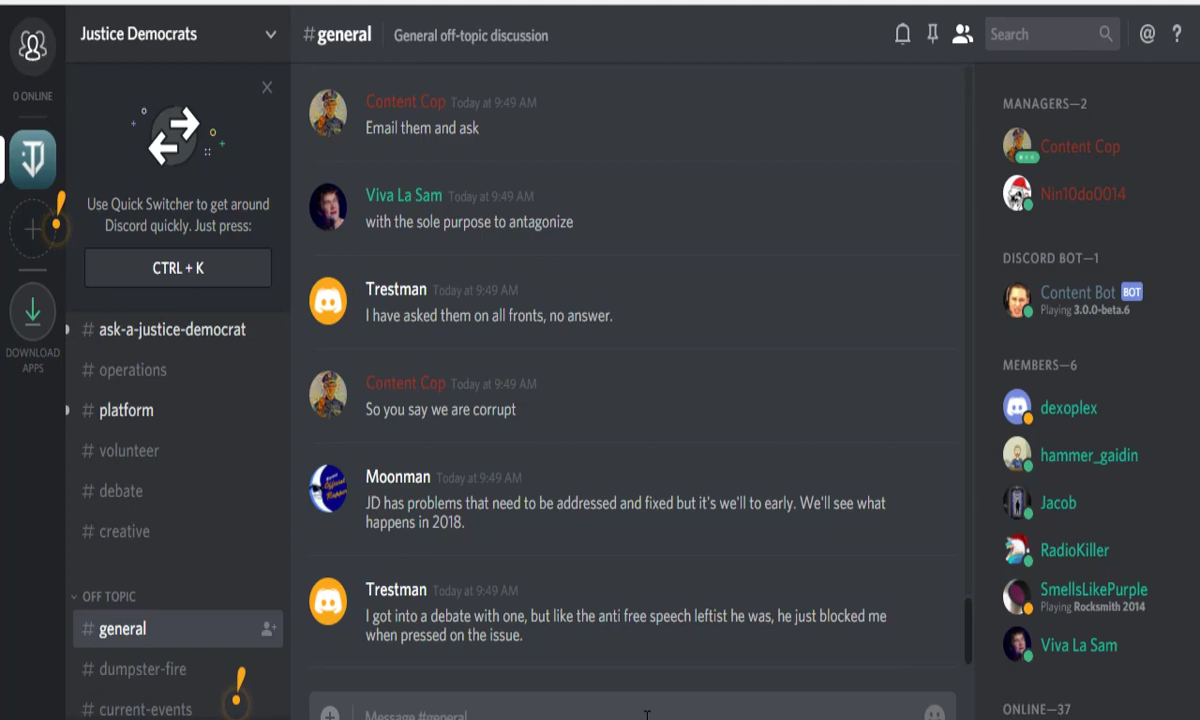 Justice Democrats
#general
General off-topic discussion
Search
0 ONLINE
Use Quick Switcher to get around
Discord quickly. Just press:
CTRL + K
DOWNLOAD
APPS
# ask-a-justice-democrat
# operations
# platform
# volunteer
# debate
# creative
OFF TOPIC
# general
# dumpster-fire
# current-events
Content Cop Today at 9:49 AM
Email them and ask
Viva La Sam Today at 9:49 AM
with the sole purpose to antagonize
Trestman Today at 9:49 AM
I have asked them on all fronts, no answer.
Content Cop Today at 9:49 AM
So you say we are corrupt
Moonman Today at 9:49 AM
JD has problems that need to be addressed and fixed but it's we'll to early. We'll see what
happens in 2018.
Trestman Today at 9:49 AM
I got into a debate with one, but like the anti free speech leftist he was, he just blocked me
when pressed on the issue.
Message #general
MANAGERS—2
Content Cop
Nin10do0014
DISCORD BOT—1
Content Bot BOT
Playing 3.0.0-beta.6
MEMBERS—6
dexoplex
hammer_gaidin
Jacob
RadioKiller
SmellsLikePurple
Playing Rocksmith 2014
Viva La Sam
ONLINE—37